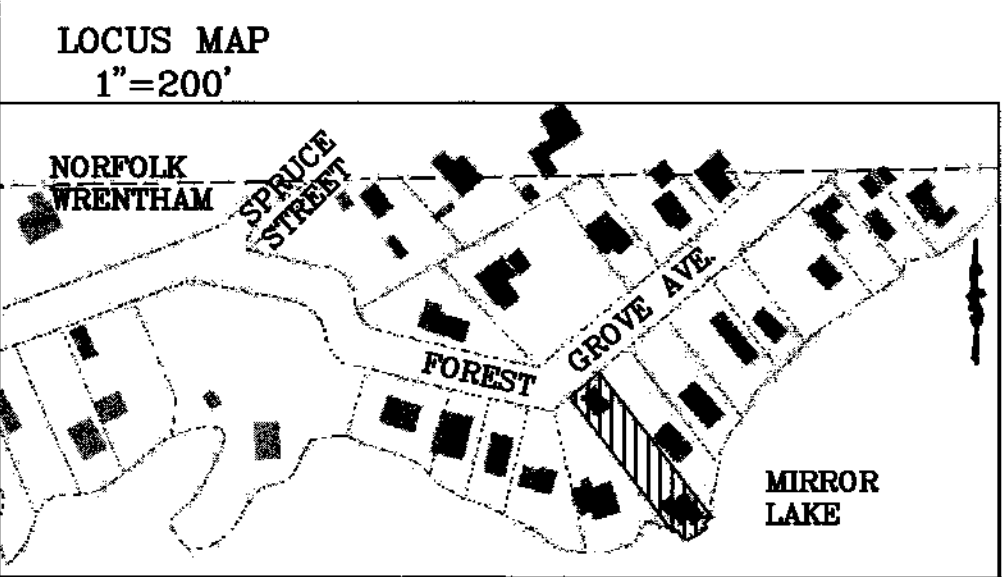 LOCUS MAP
1"=200'
NORFOLK
WRENTHAM
SPRUCE
STREET
FOREST
GROVE AVE.
MIRROR
LAKE